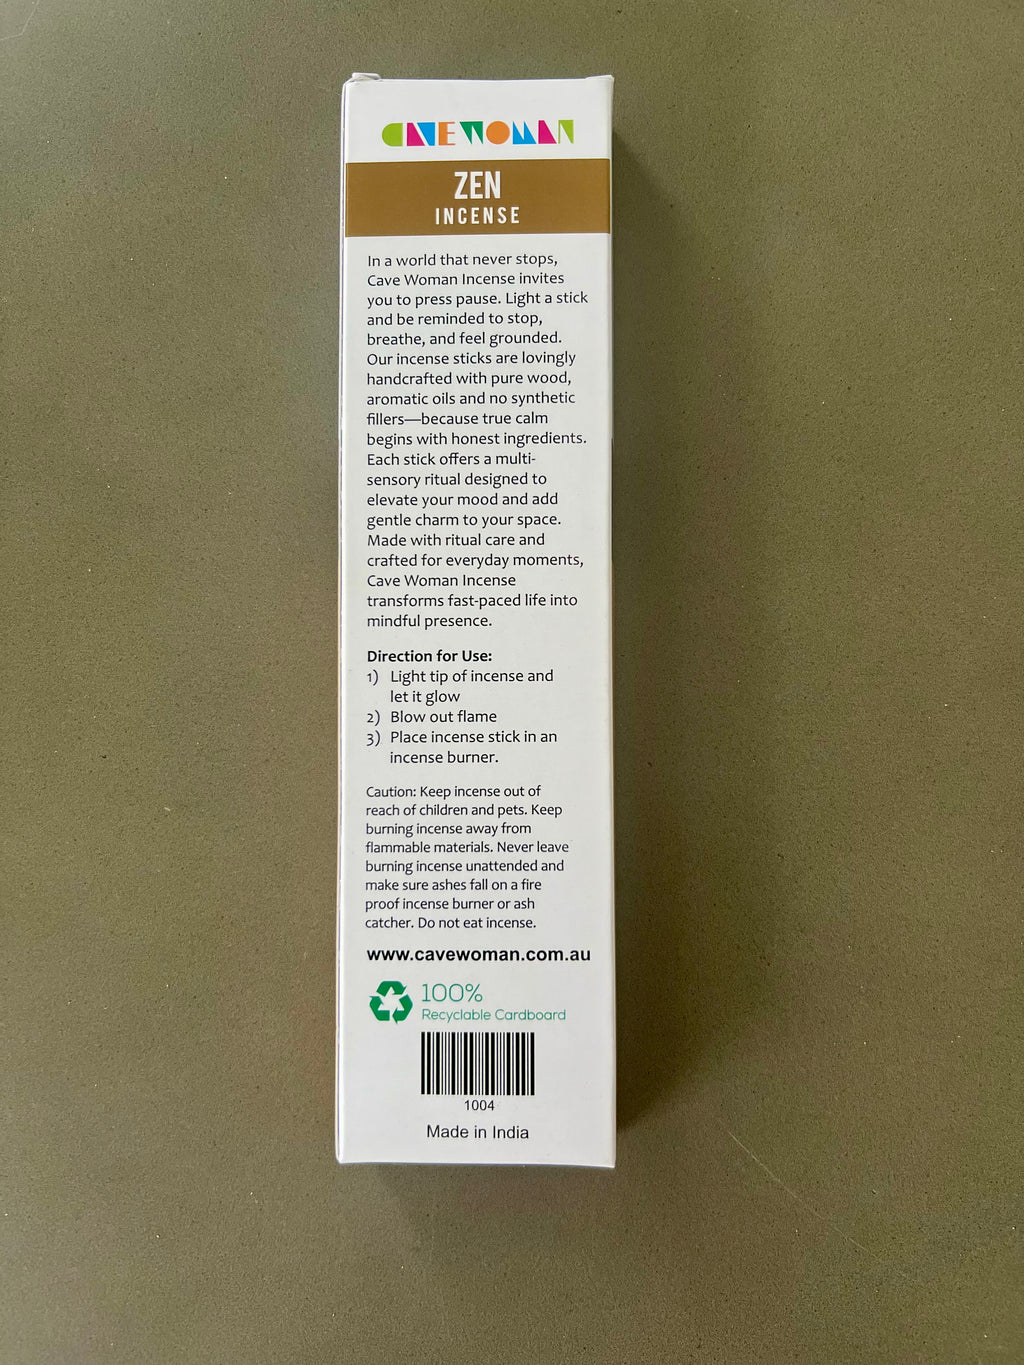 CAVE WOMAN
ZEN
INCENSE
In a world that never stops,
Cave Woman Incense invites
you to press pause. Light a stick
and be reminded to stop,
breathe, and feel grounded.
Our incense sticks are lovingly
handcrafted with pure wood,
aromatic oils and no synthetic
fillers—because true calm
begins with honest ingredients.
Each stick offers a multi-
sensory ritual designed to
elevate your mood and add
gentle charm to your space.
Made with ritual care and
crafted for everyday moments,
Cave Woman Incense
transforms fast-paced life into
mindful presence.
Direction for Use:
1) Light tip of incense and
let it glow
2) Blow out flame
3) Place incense stick in an
incense burner.
Caution: Keep incense out of
reach of children and pets. Keep
burning incense away from
flammable materials. Never leave
burning incense unattended and
make sure ashes fall on a fire
proof incense burner or ash
catcher. Do not eat incense.
www.cavewoman.com.au
100%
Recyclable Cardboard
1004
Made in India